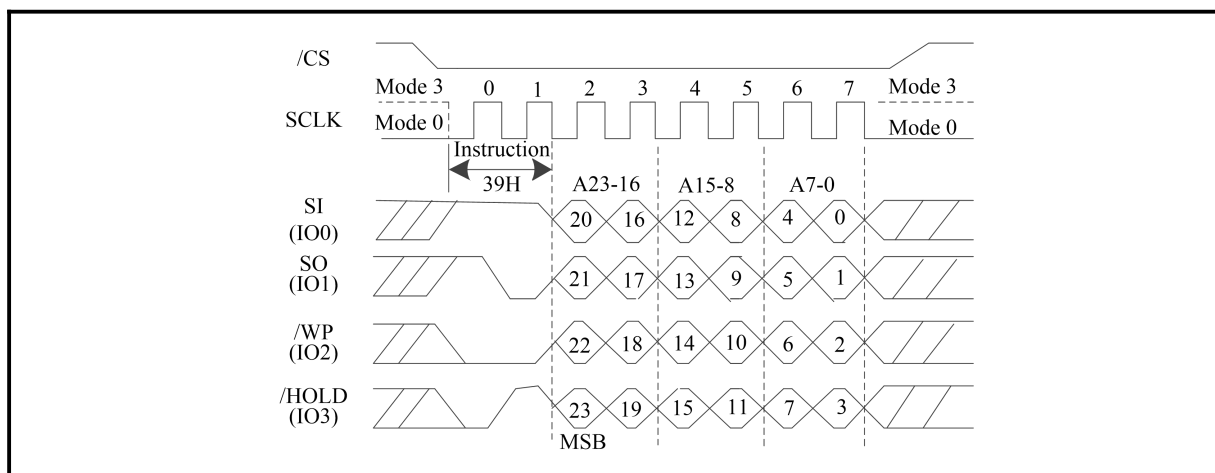 /CS
Mode 3 0 1 2 3 4 5 6 7 Mode 3
SCLK Mode 0 Mode 0
Instruction
39H A23-16 A15-8 A7-0
SI
(IO0) 20 16 12 8 4 0
SO
(IO1) 21 17 13 9 5 1
/WP
(IO2) 22 18 14 10 6 2
/HOLD
(IO3) 23 19 15 11 7 3
MSB